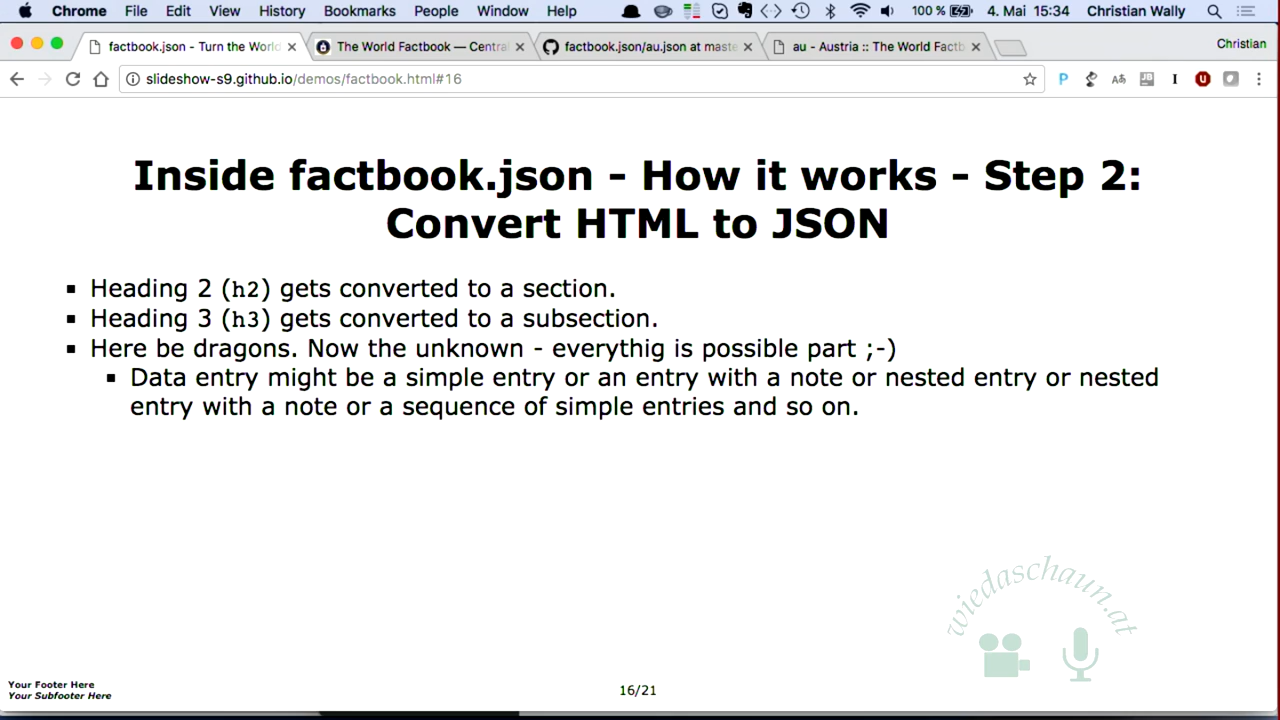 Chrome File Edit View History Bookmarks People Window Help 100 % 4. Mai 15:34 Christian Wally
factbook.json - Turn the World
The World Factbook — Central
factbook.json/au.json at maste
au - Austria :: The World Factb
Christian
slideshow-s9.github.io/demos/factbook.html#16
Inside factbook.json - How it works - Step 2:
Convert HTML to JSON
Heading 2 (h2) gets converted to a section.
Heading 3 (h3) gets converted to a subsection.
Here be dragons. Now the unknown - everythig is possible part ;-)
Data entry might be a simple entry or an entry with a note or nested entry or nested
entry with a note or a sequence of simple entries and so on.
wiedaschaun.at
Your Footer Here
Your Subfooter Here
16/21